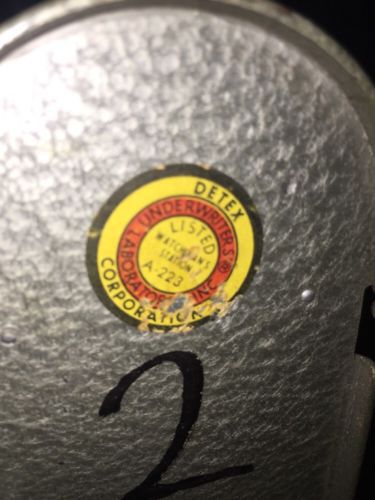 DETEX
CORPORATION
UNDERWRITERS'®
LABORATORIES INC
LISTED
WATCHMAN'S
STATION
A-223
2